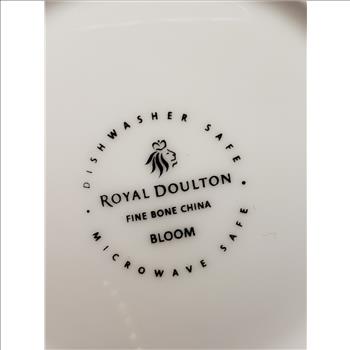 · DISHWASHER SAFE ·
ROYAL DOULTON
FINE BONE CHINA
BLOOM
MICROWAVE SAFE